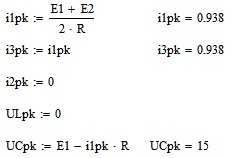 i1pk := E1 + E2 / 2 · R i1pk = 0.938
i3pk := i1pk i3pk = 0.938
i2pk := 0
ULpk := 0
UCpk := E1 − i1pk · R UCpk = 15